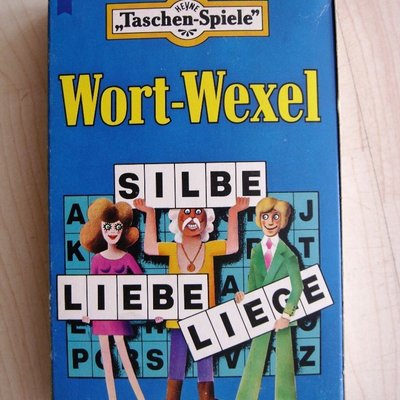 HEYNE
„Taschen-Spiele"
Wort-Wexel
SILBE
A J
K T
LIEBE
LIEGE